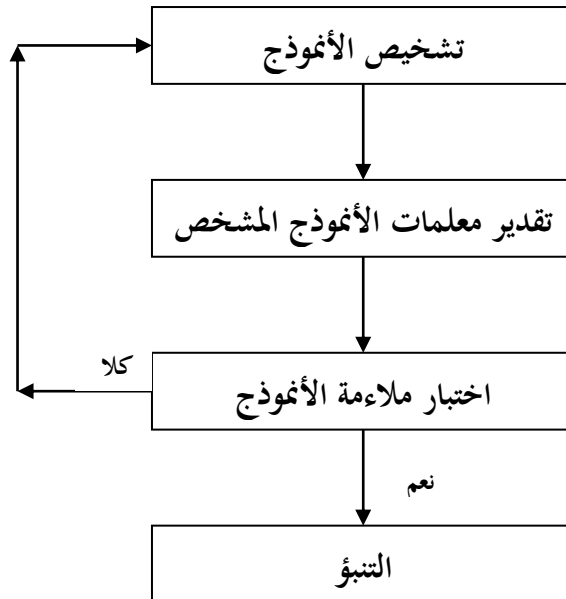 تشخيص الأنموذج
تقدير معلمات الأنموذج المشخص
كلا
اختبار ملاءمة الأنموذج
نعم
التنبؤ